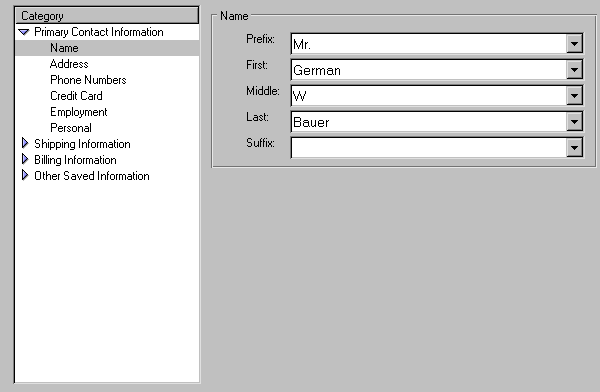 Category
Primary Contact Information
Name
Address
Phone Numbers
Credit Card
Employment
Personal
Shipping Information
Billing Information
Other Saved Information
Name
Prefix: Mr.
First: German
Middle: W
Last: Bauer
Suffix: